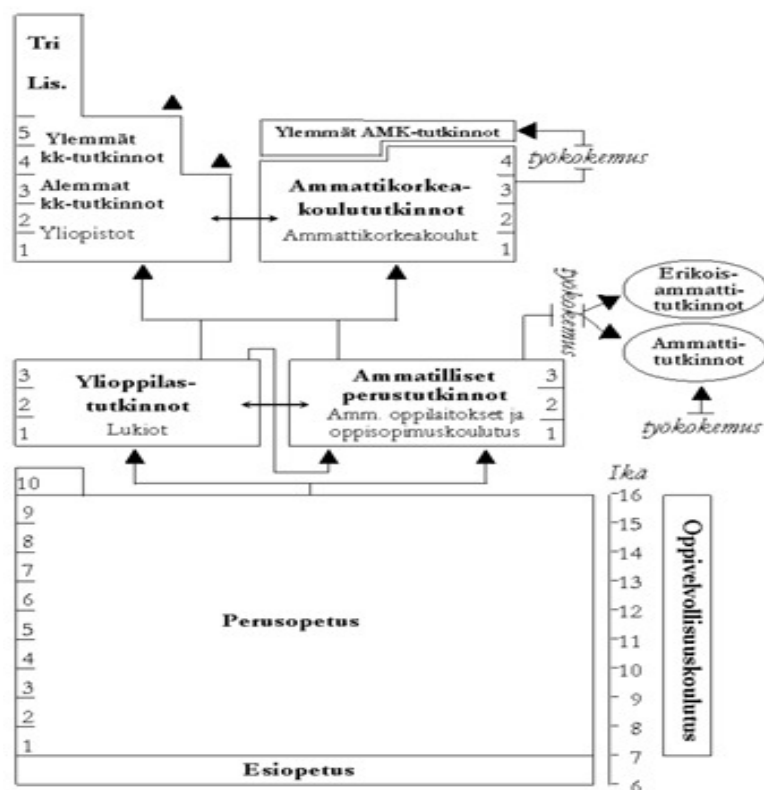 Tri
Lis.
5
Ylemmät
kk-tutkinnot
4
3
Alemmat
kk-tutkinnot
2
Yliopistot
1
Ylemmät AMK-tutkinnot
työkokemus
Ammattikorkea-
koulututkinnot
Ammattikorkeakoulut
4
3
2
1
työkokemus
Erikois-
ammatti-
tutkinnot
Ammatti-
tutkinnot
työkokemus
3
2
1
Ylioppilas-
tutkinnot
Lukiot
Ammatilliset
perustutkinnot
Amm. oppilaitokset ja
oppisopimuskoulutus
3
2
1
10
9
8
7
6
5
4
3
2
1
Perusopetus
Esiopetus
Ikä
16
15
14
13
12
11
10
9
8
7
6
Oppivelvollisuuskoulutus